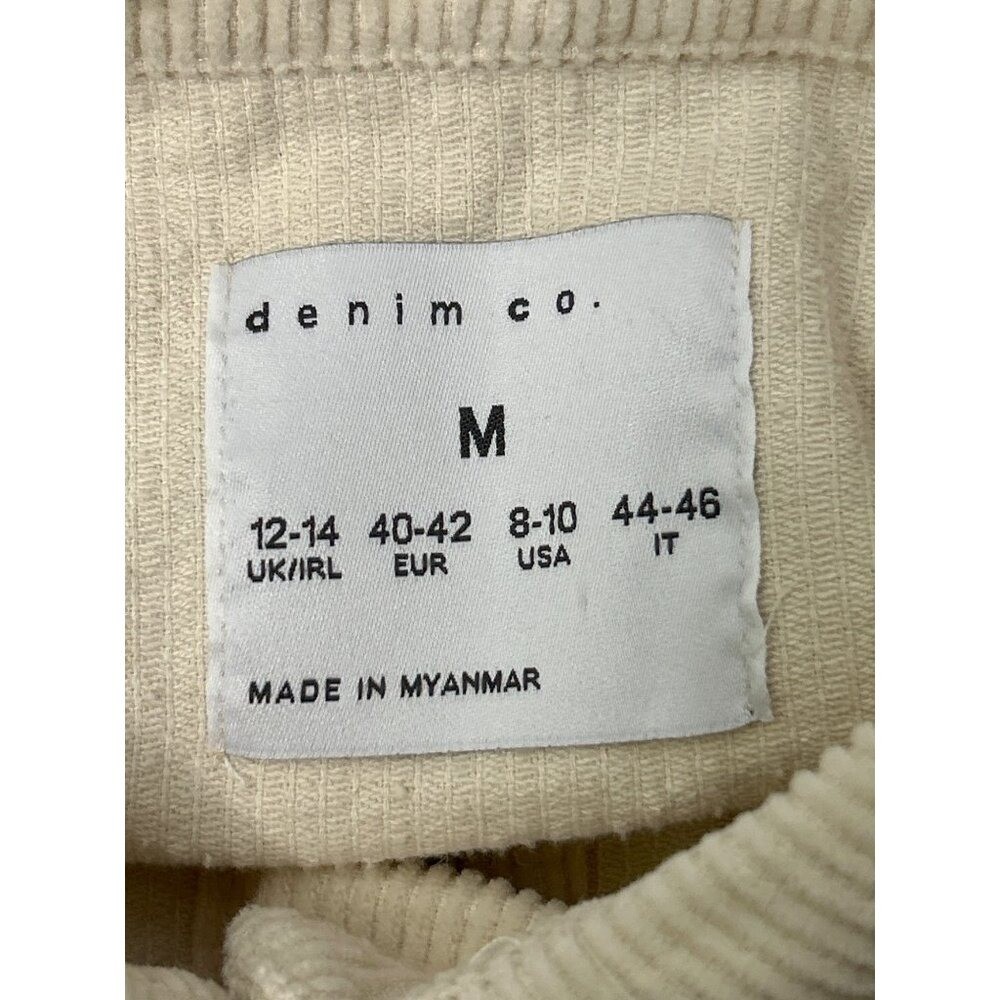 denim co.
M
12-14 40-42 8-10 44-46
UK/IRL EUR USA IT
MADE IN MYANMAR